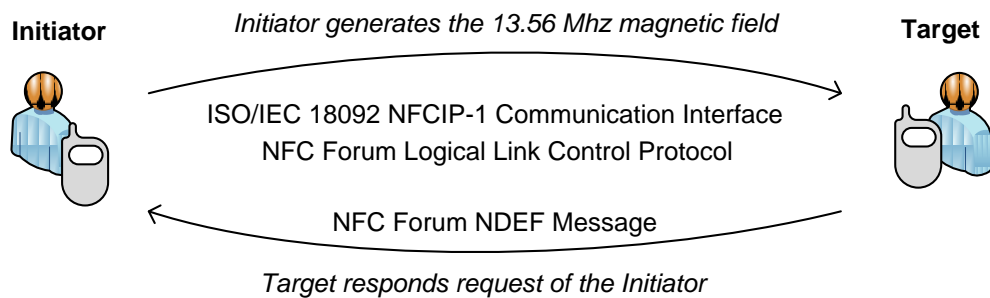 Initiator generates the 13.56 Mhz magnetic field
Initiator
Target
ISO/IEC 18092 NFCIP-1 Communication Interface
NFC Forum Logical Link Control Protocol
NFC Forum NDEF Message
Target responds request of the Initiator